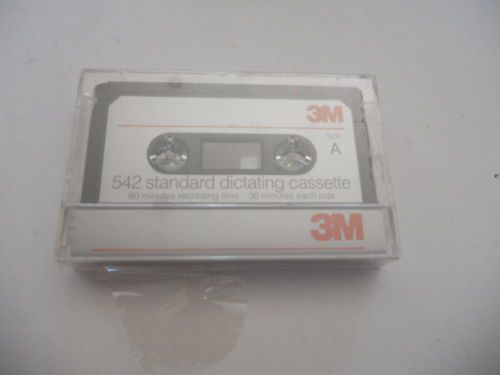 3M
Side
A
542 standard dictating cassette
60 minutes recording time 30 minutes each side
3M